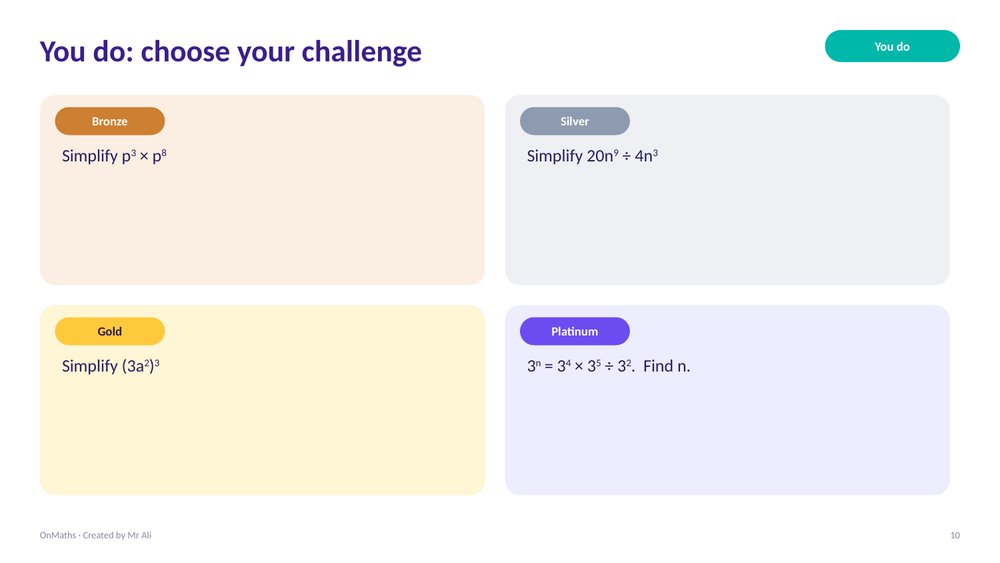 You do: choose your challenge
You do
Bronze
Simplify p³ × p⁸
Silver
Simplify 20n⁹ ÷ 4n³
Gold
Simplify (3a²)³
Platinum
3ⁿ = 3⁴ × 3⁵ ÷ 3². Find n.
OnMaths · Created by Mr Ali
10